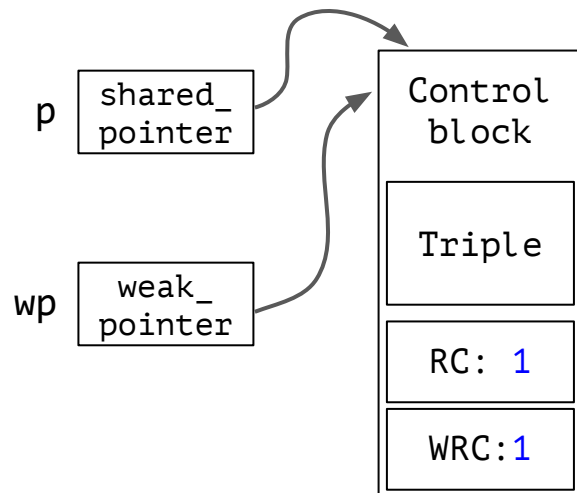 p
shared_
pointer
Control
block
Triple
wp
weak_
pointer
RC: 1
WRC:1